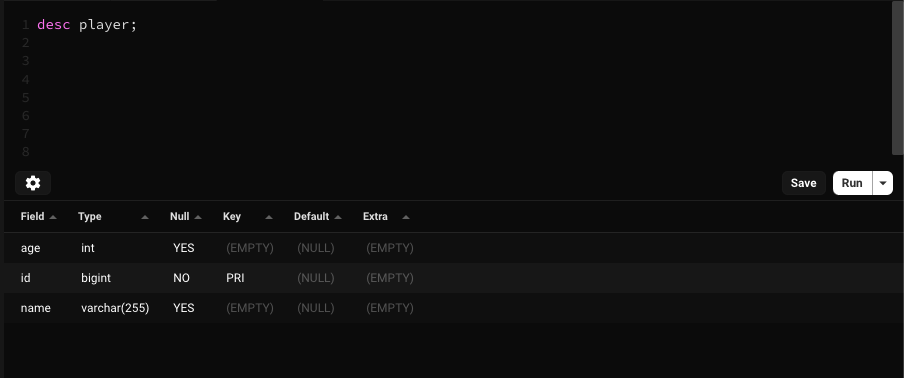 1 desc player;
2
3
4
5
6
7
8
Save Run
Field Type Null Key Default Extra
age int YES (EMPTY) (NULL) (EMPTY)
id bigint NO PRI (NULL) (EMPTY)
name varchar(255) YES (EMPTY) (NULL) (EMPTY)